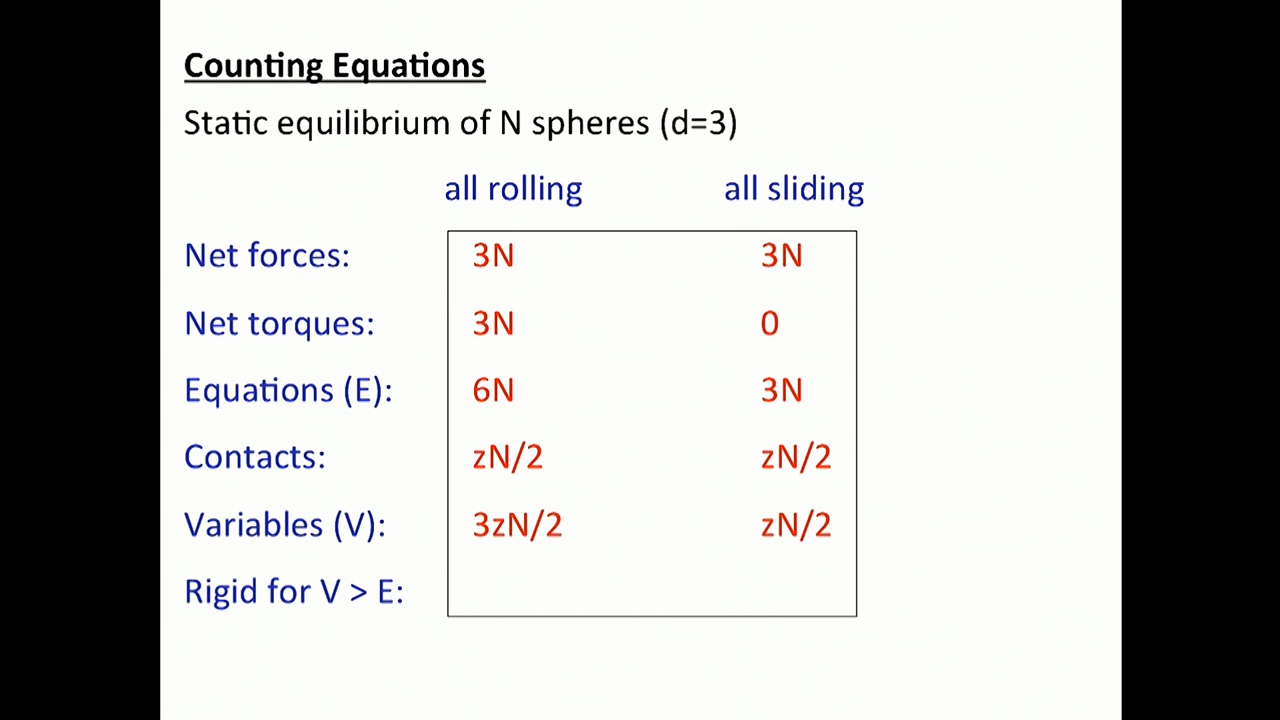 Counting Equations
Static equilibrium of N spheres (d=3)
all rolling all sliding
Net forces: 3N 3N
Net torques: 3N 0
Equations (E): 6N 3N
Contacts: zN/2 zN/2
Variables (V): 3zN/2 zN/2
Rigid for V > E: